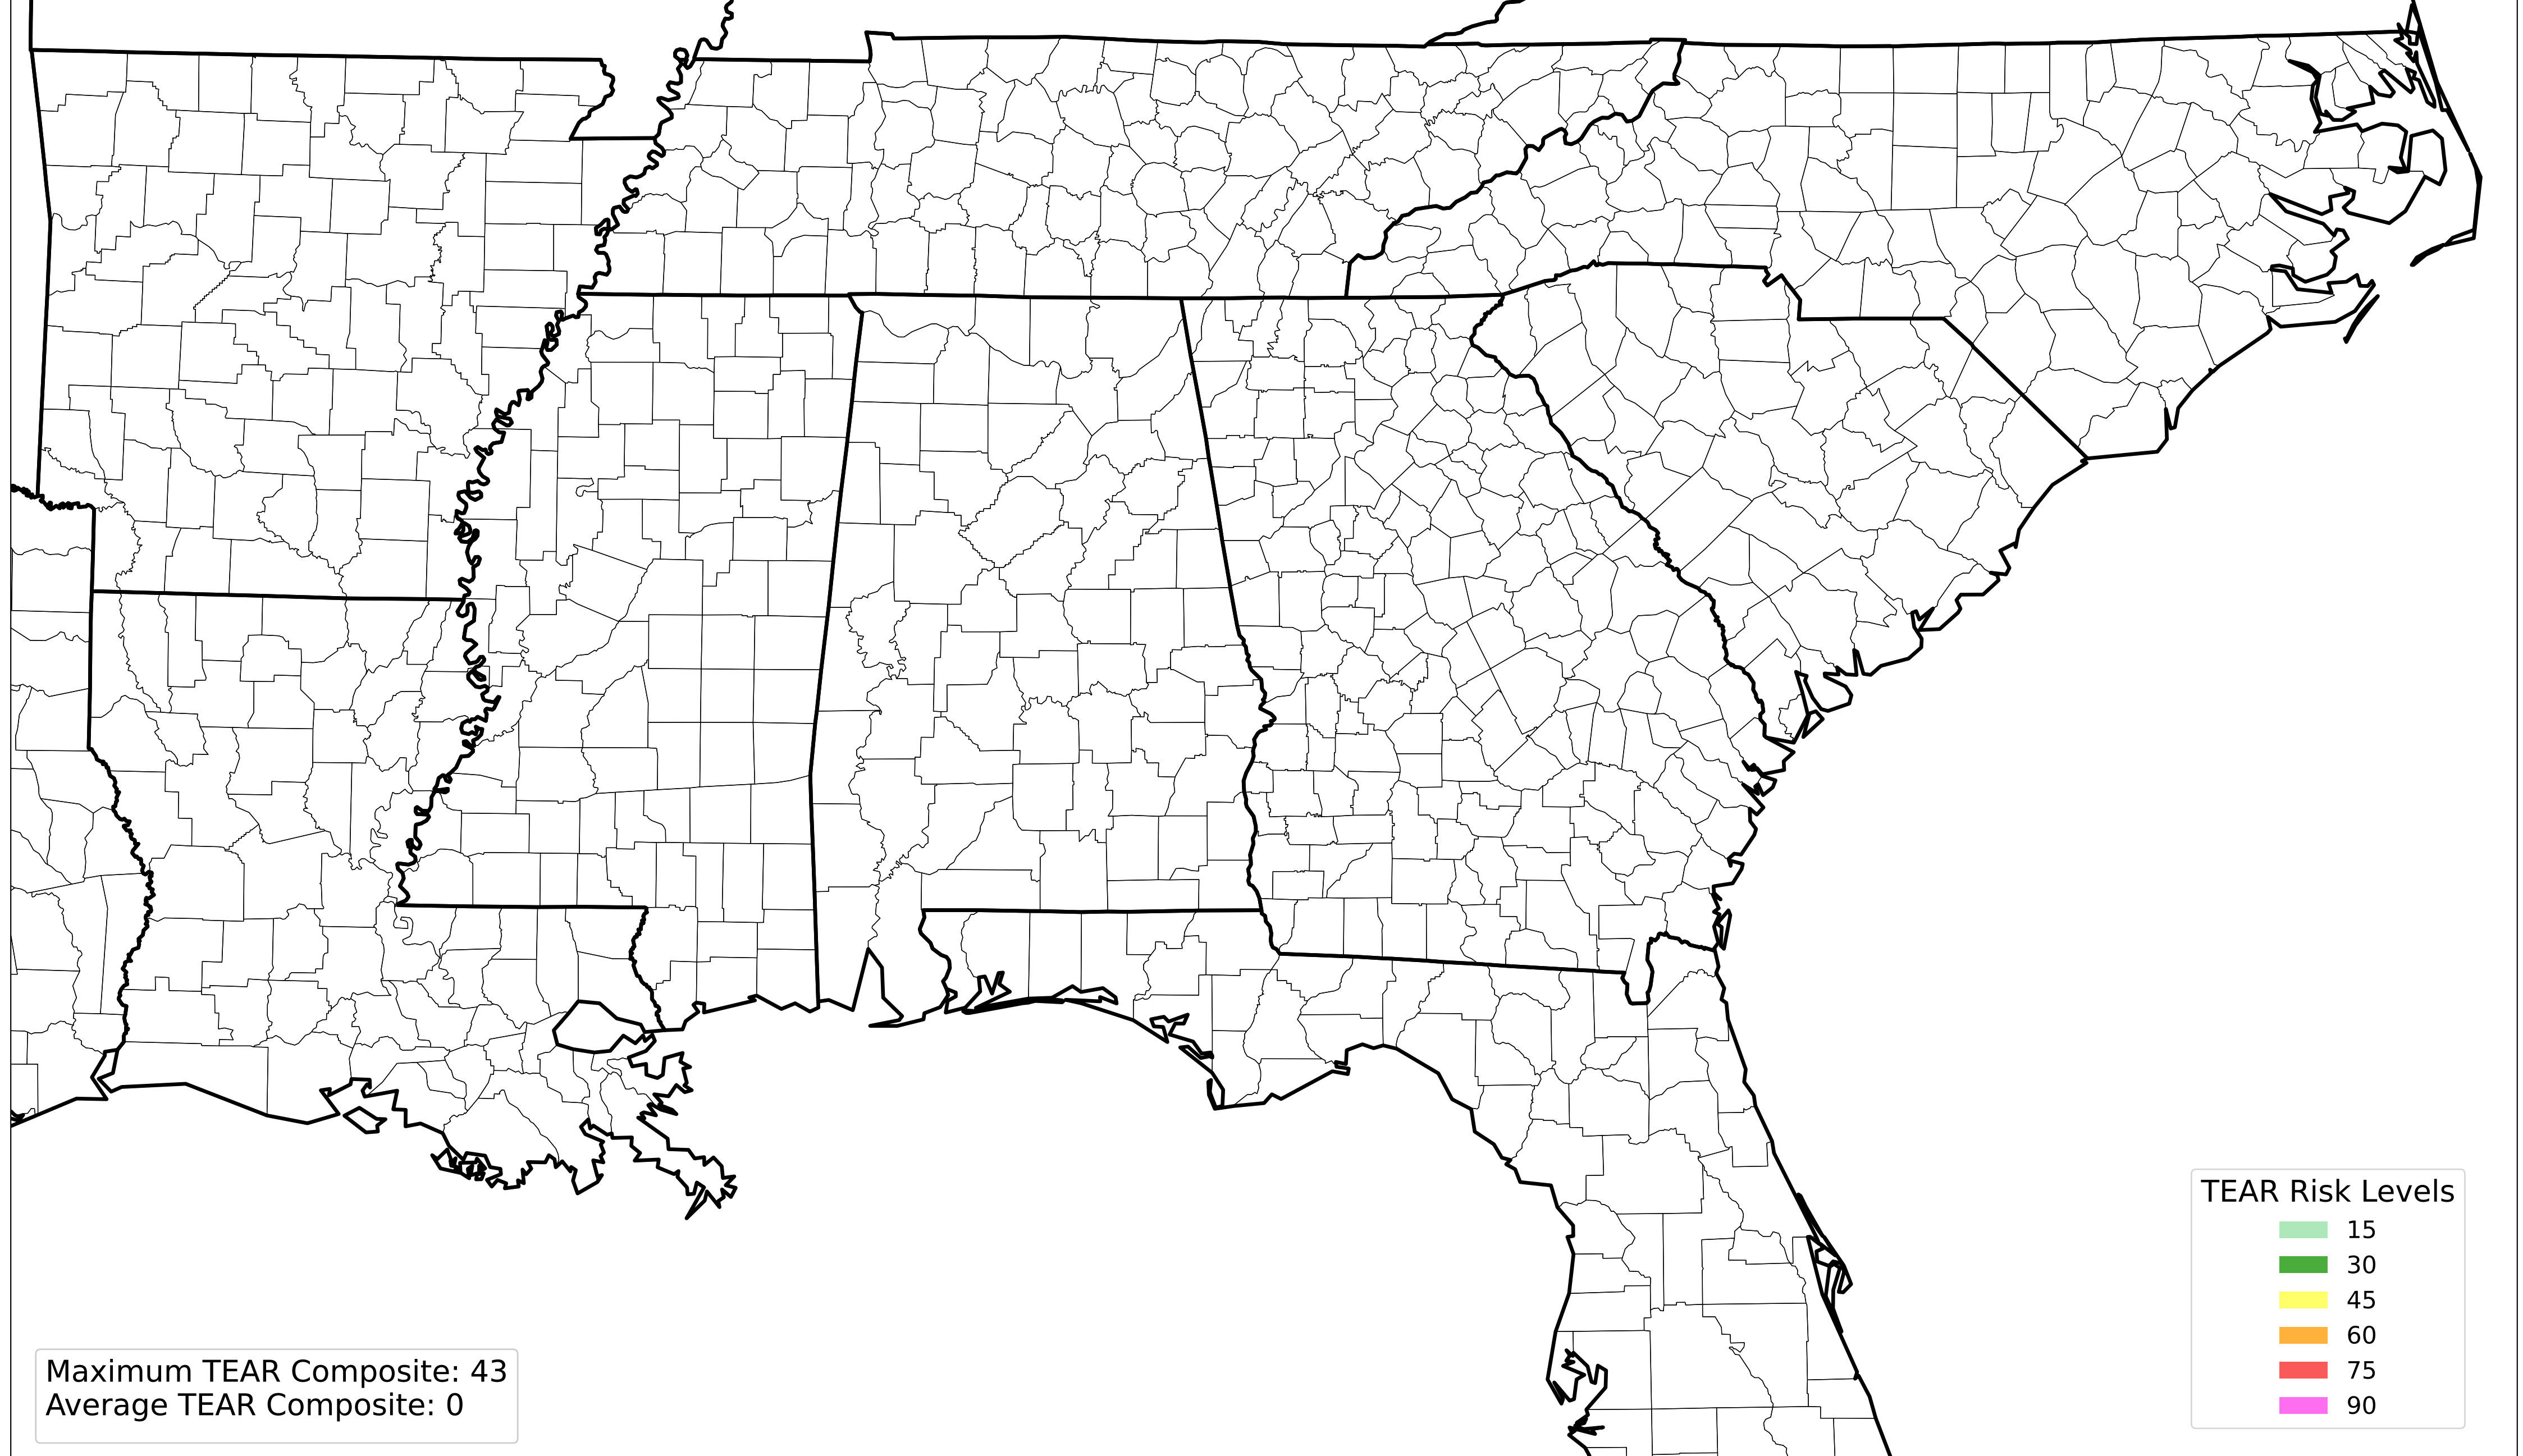 TEAR Risk Levels
15
30
45
60
75
90
Maximum TEAR Composite: 43
Average TEAR Composite: 0